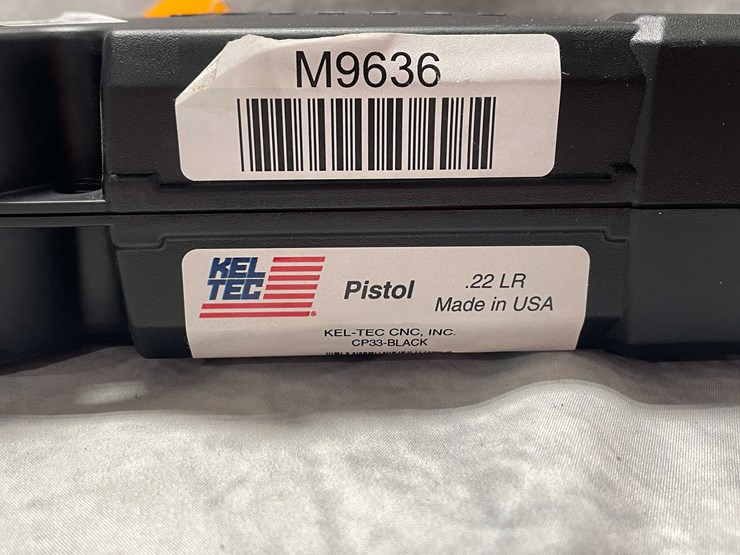 M9636
KEL
TEC
Pistol
.22 LR
Made in USA
KEL-TEC CNC, INC.
CP33-BLACK